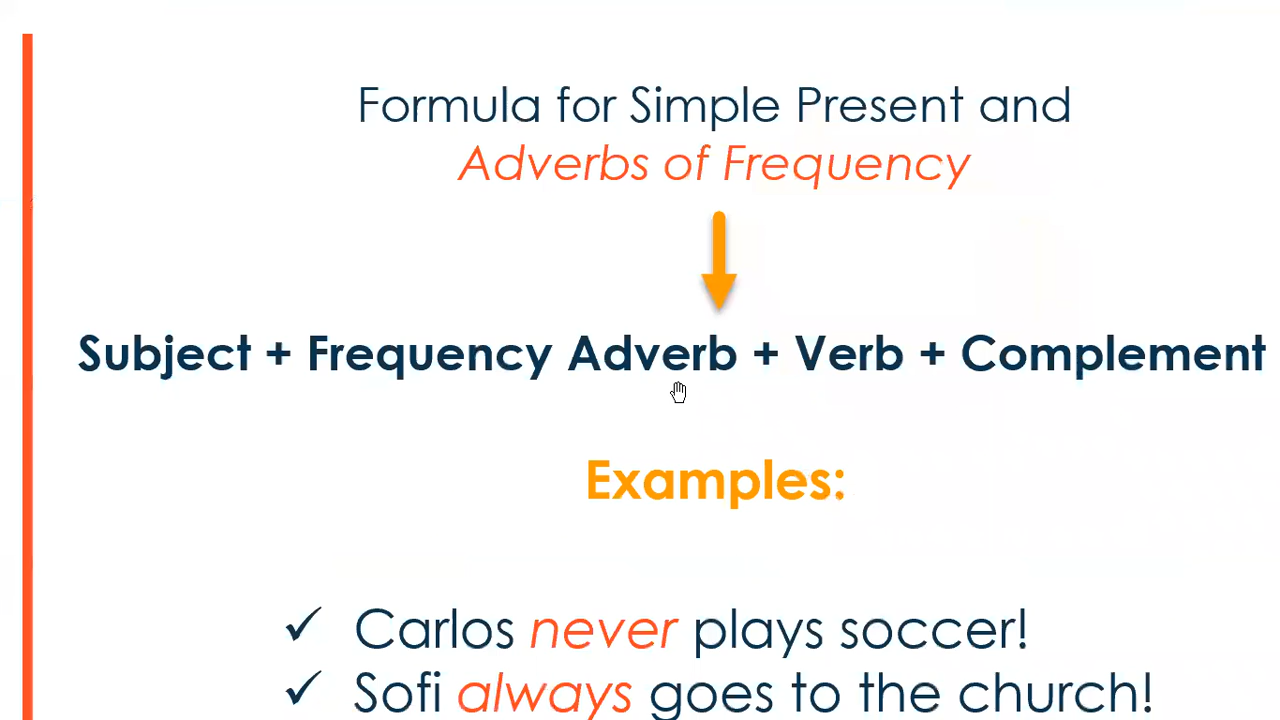 Formula for Simple Present and
Adverbs of Frequency
Subject + Frequency Adverb + Verb + Complement
Examples:
✓ Carlos never plays soccer!
✓ Sofi always goes to the church!